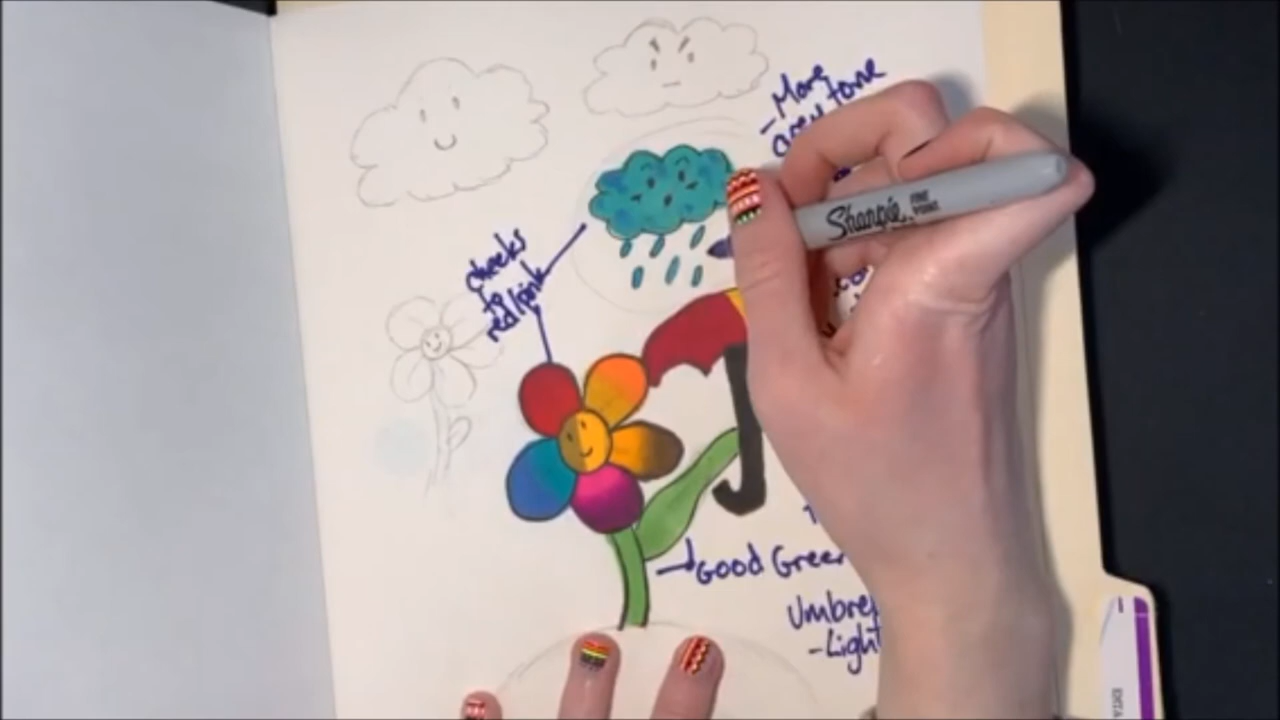 - More
grey tone
cheeks
to
red/pink
Sharpie
FINE
POINT
Good Green
Umbre
- Light